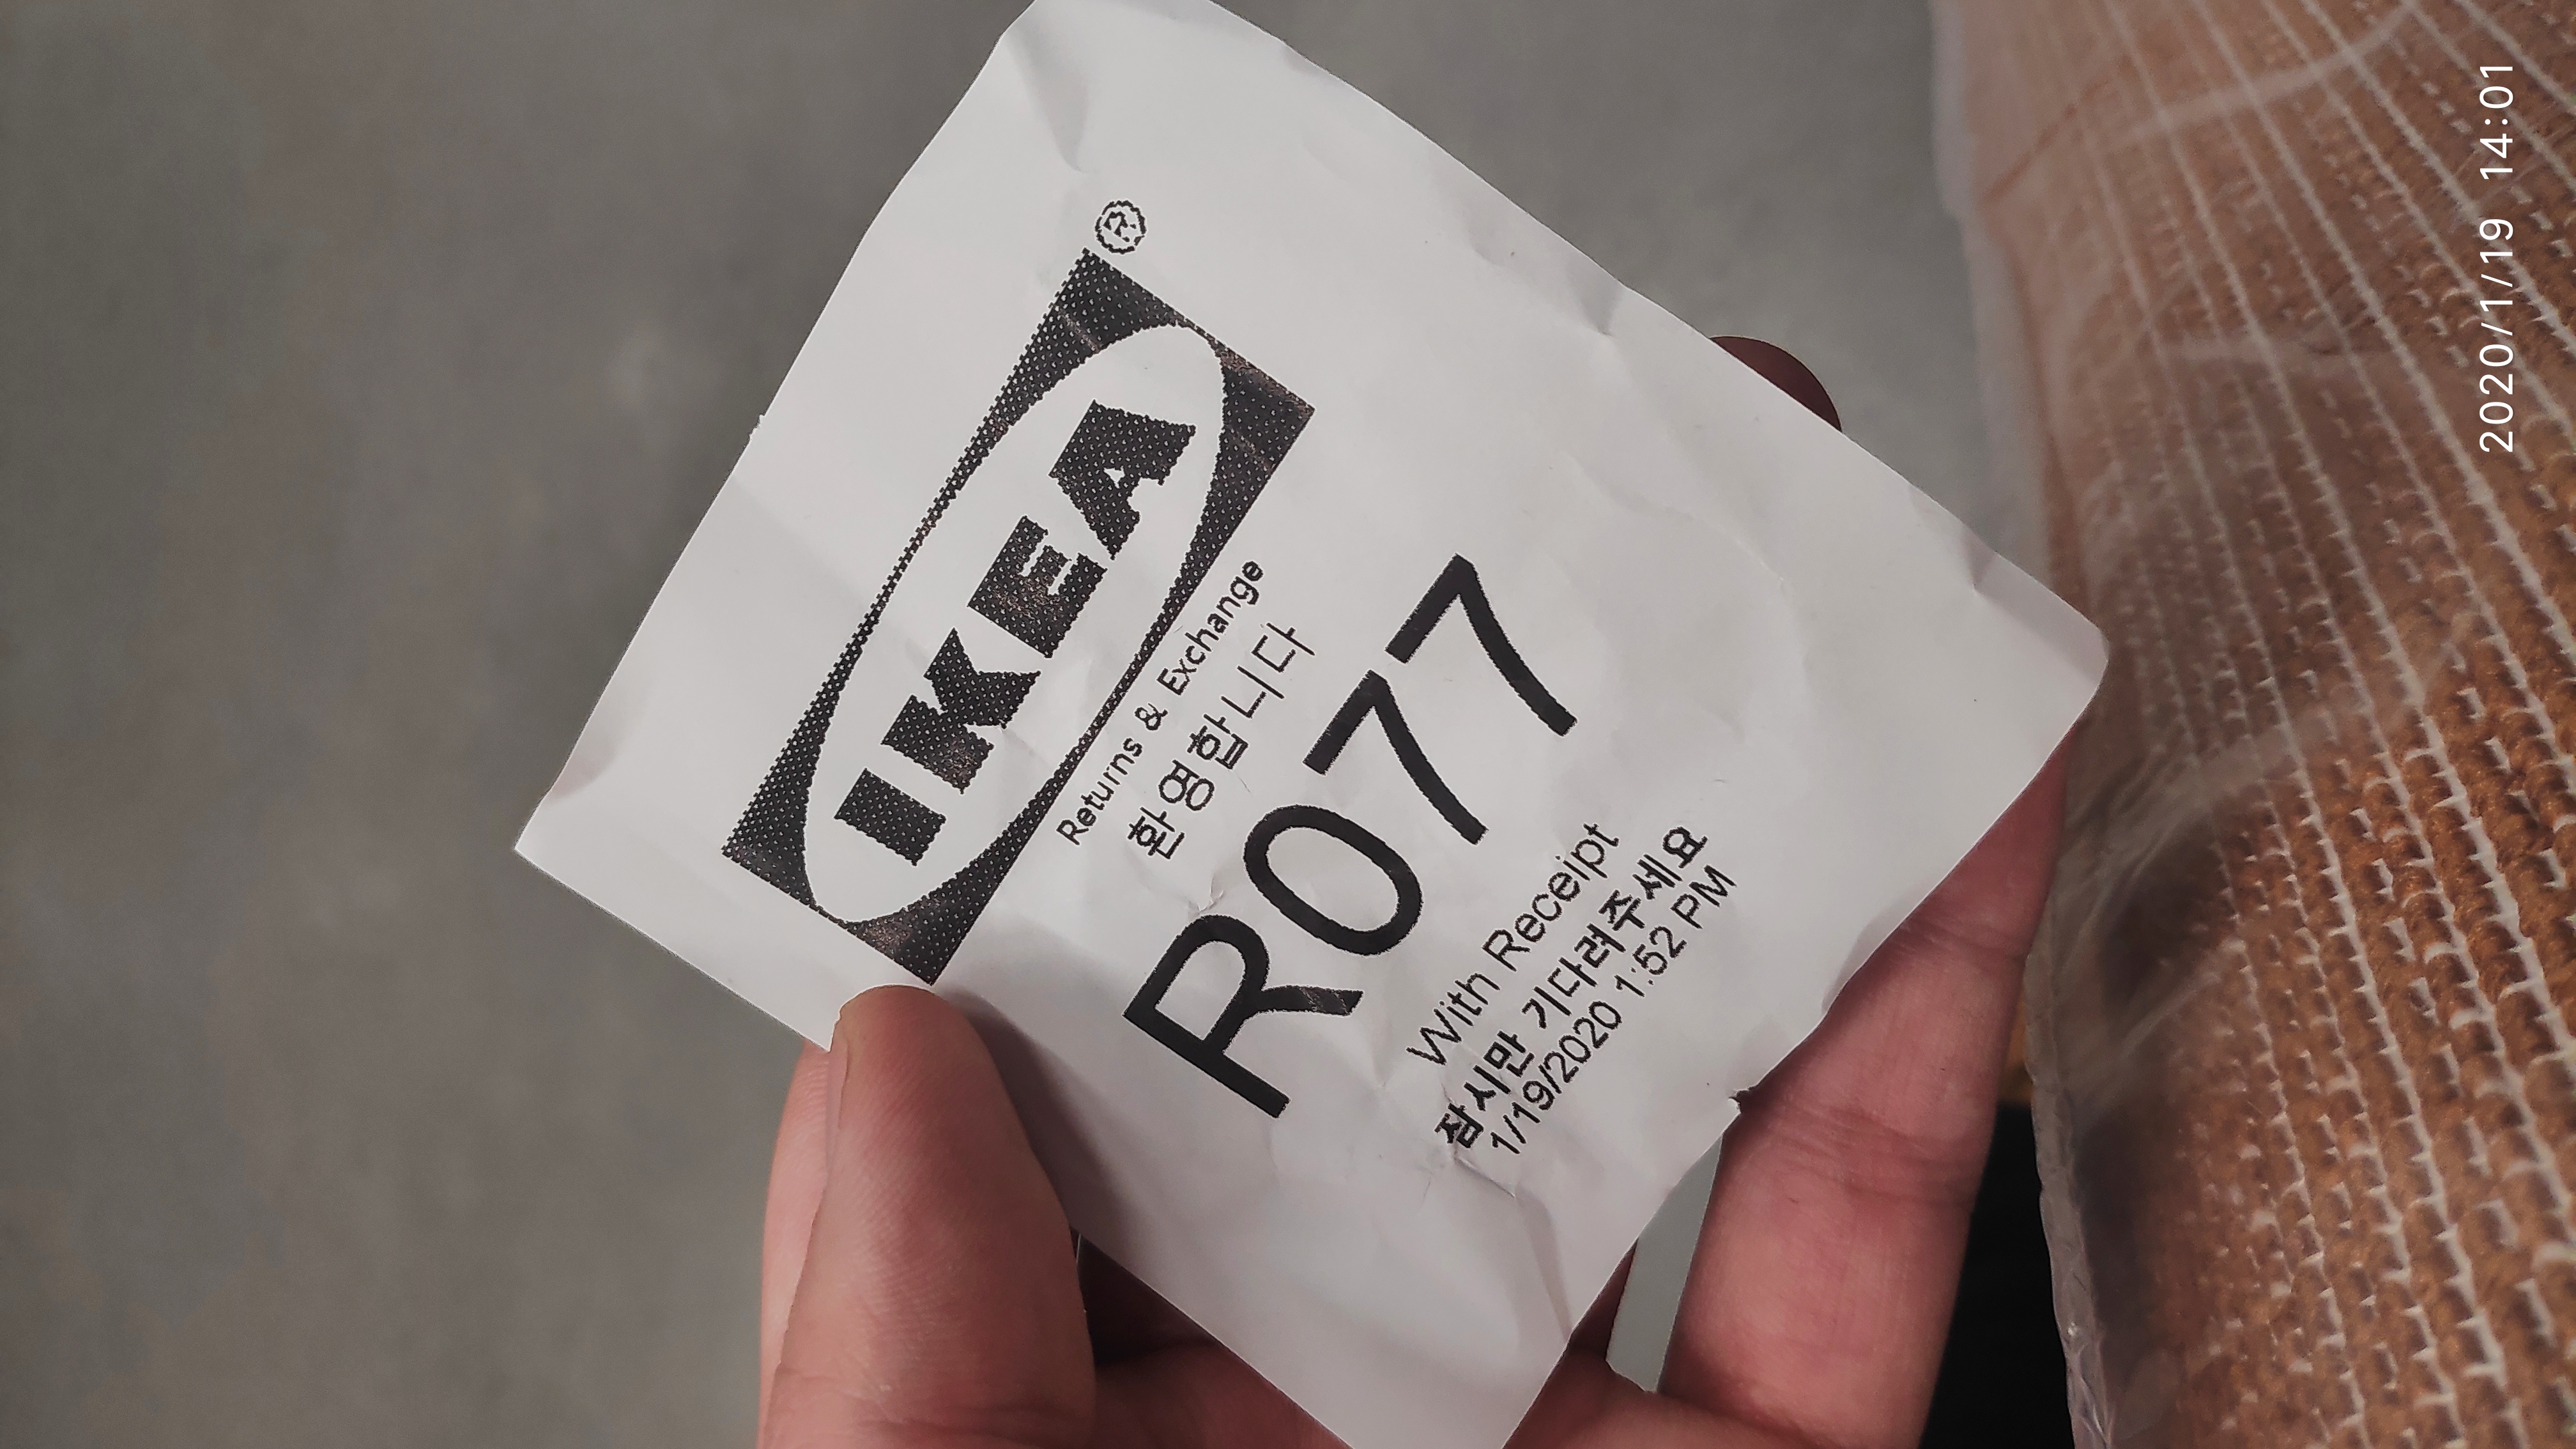 IKEA®
Returns & Exchange
환영합니다
R077
With Receipt
잠시만 기다려주세요
1/19/2020 1:52 PM
2020/1/19 14:01